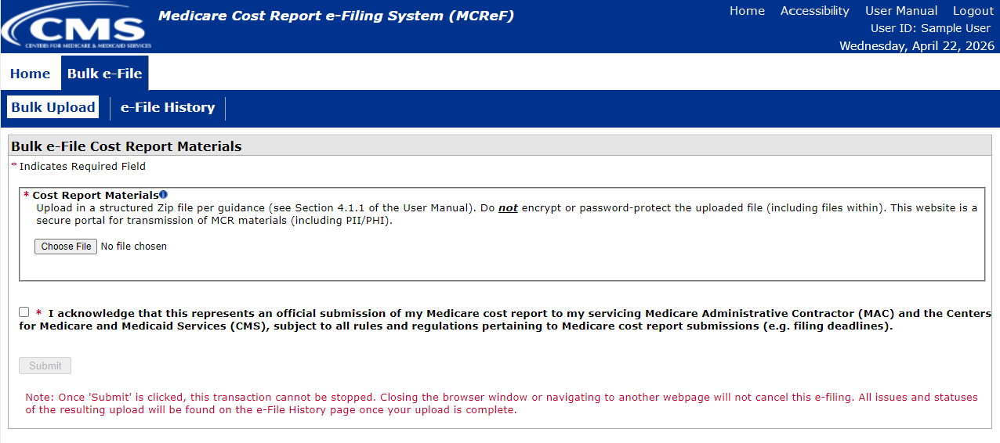 CMS
CENTERS FOR MEDICARE & MEDICAID SERVICES
Medicare Cost Report e-Filing System (MCReF)
Home Accessibility User Manual Logout
User ID: Sample User
Wednesday, April 22, 2026
Home Bulk e-File
Bulk Upload e-File History
Bulk e-File Cost Report Materials
* Indicates Required Field
* Cost Report Materials
Upload in a structured Zip file per guidance (see Section 4.1.1 of the User Manual). Do not encrypt or password-protect the uploaded file (including files within). This website is a
secure portal for transmission of MCR materials (including PII/PHI).
Choose File No file chosen
* I acknowledge that this represents an official submission of my Medicare cost report to my servicing Medicare Administrative Contractor (MAC) and the Centers
for Medicare and Medicaid Services (CMS), subject to all rules and regulations pertaining to Medicare cost report submissions (e.g. filing deadlines).
Submit
Note: Once 'Submit' is clicked, this transaction cannot be stopped. Closing the browser window or navigating to another webpage will not cancel this e-filing. All issues and statuses
of the resulting upload will be found on the e-File History page once your upload is complete.